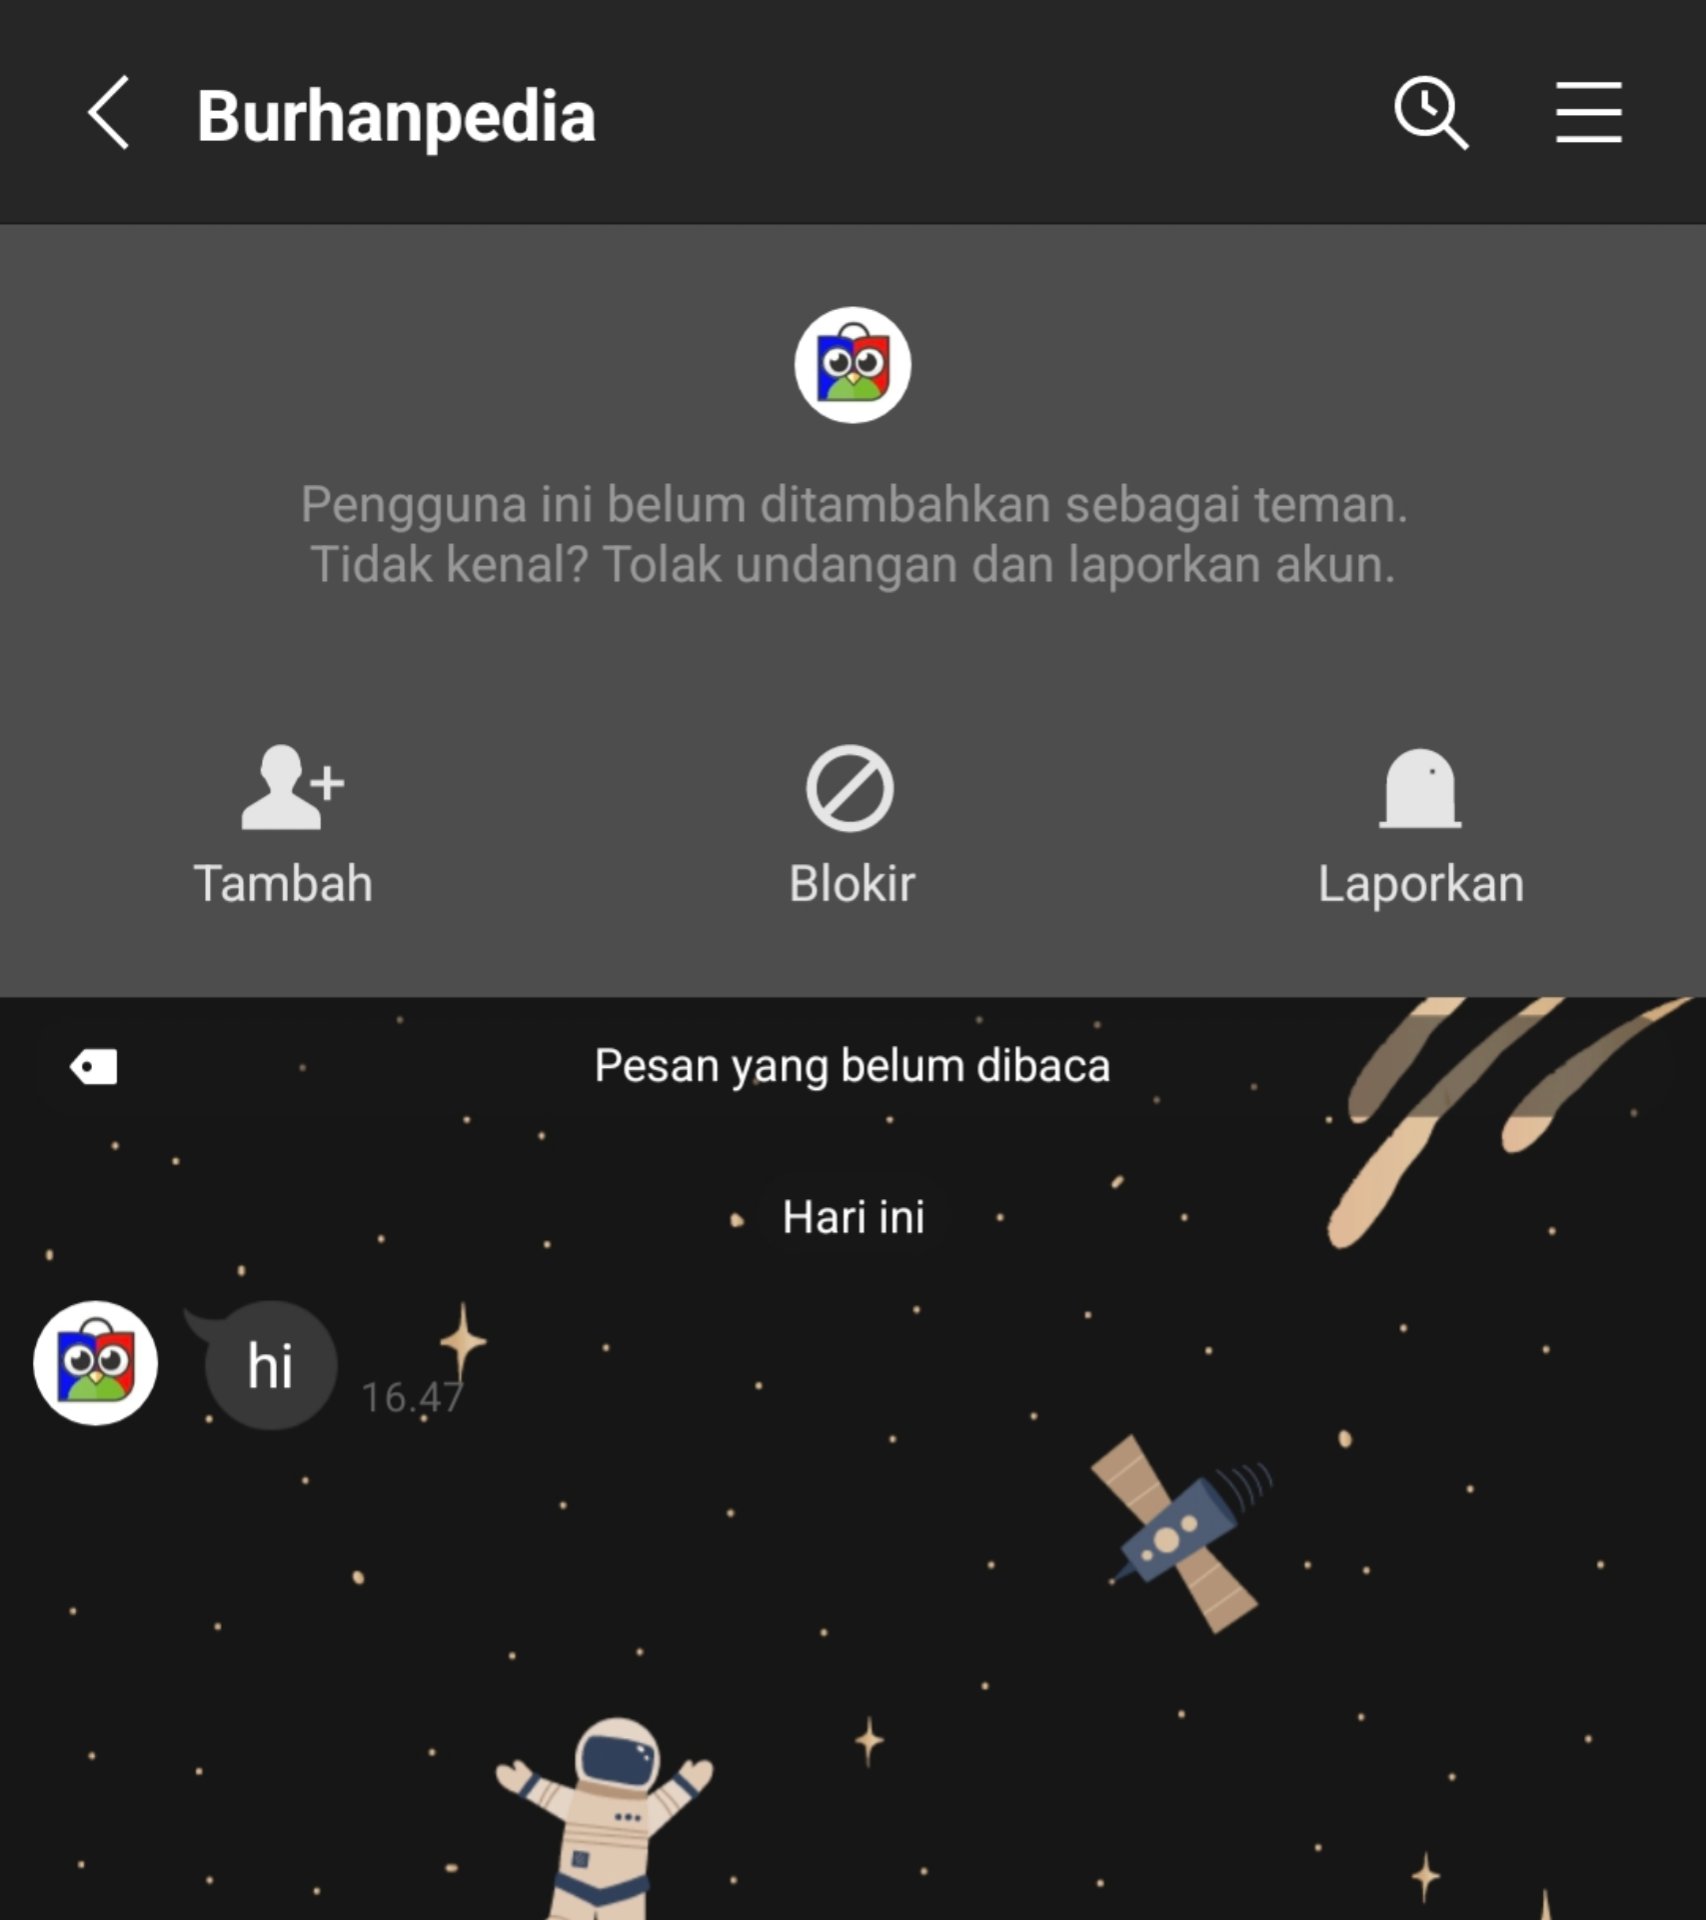 Burhanpedia
Pengguna ini belum ditambahkan sebagai teman.
Tidak kenal? Tolak undangan dan laporkan akun.
Tambah
Blokir
Laporkan
Pesan yang belum dibaca
Hari ini
hi
16.47